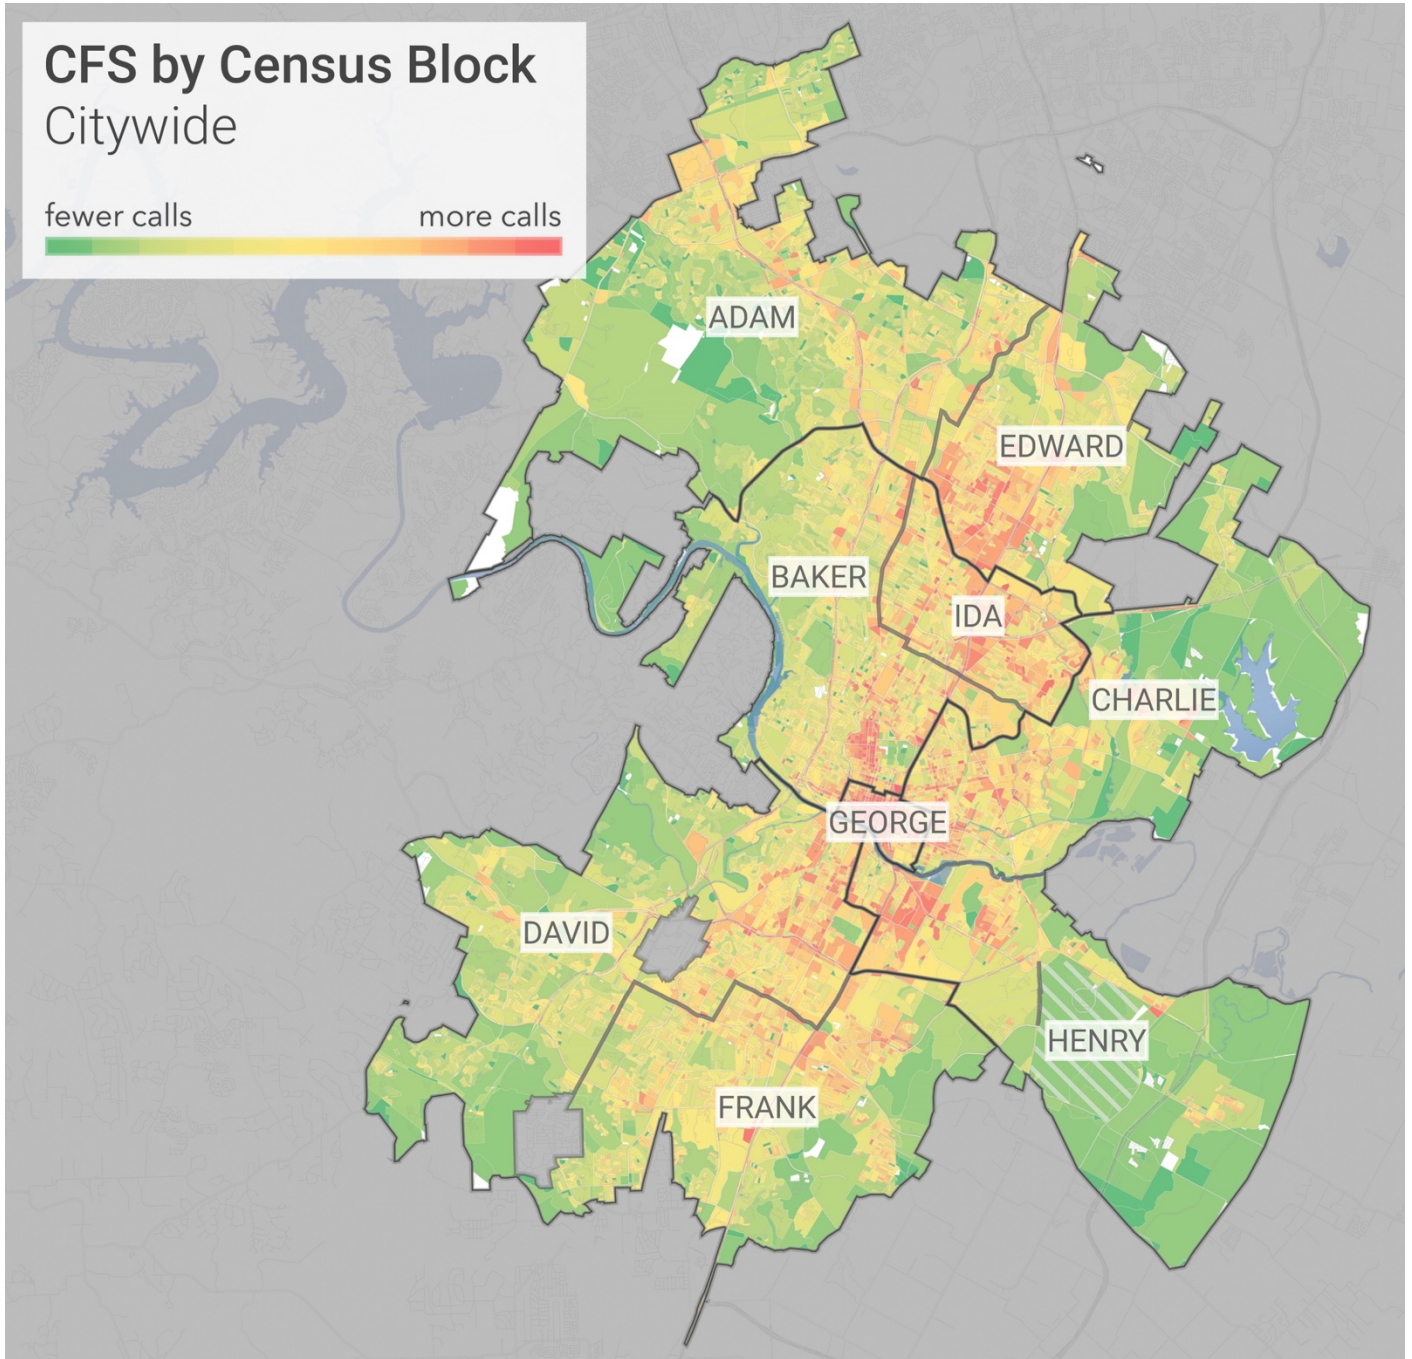 CFS by Census Block
Citywide
fewer calls
more calls
ADAM
EDWARD
BAKER
IDA
CHARLIE
GEORGE
DAVID
HENRY
FRANK